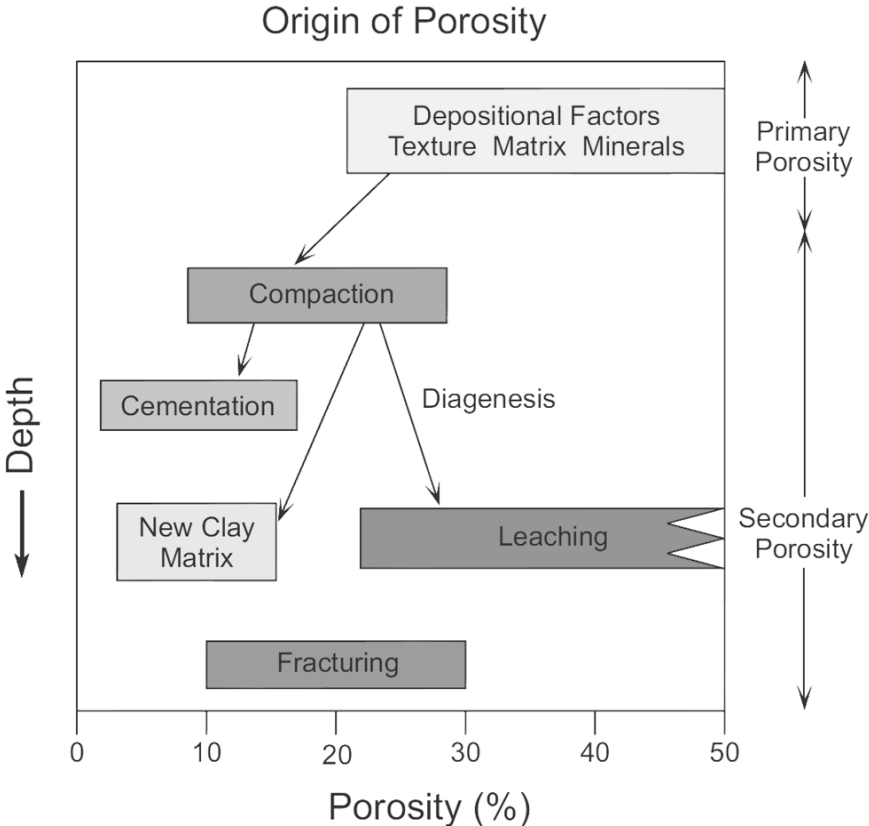 Origin of Porosity
Depositional Factors
Texture Matrix Minerals
Primary
Porosity
Compaction
Cementation
Diagenesis
Depth
New Clay
Matrix
Leaching
Secondary
Porosity
Fracturing
0 10 20 30 40 50
Porosity (%)